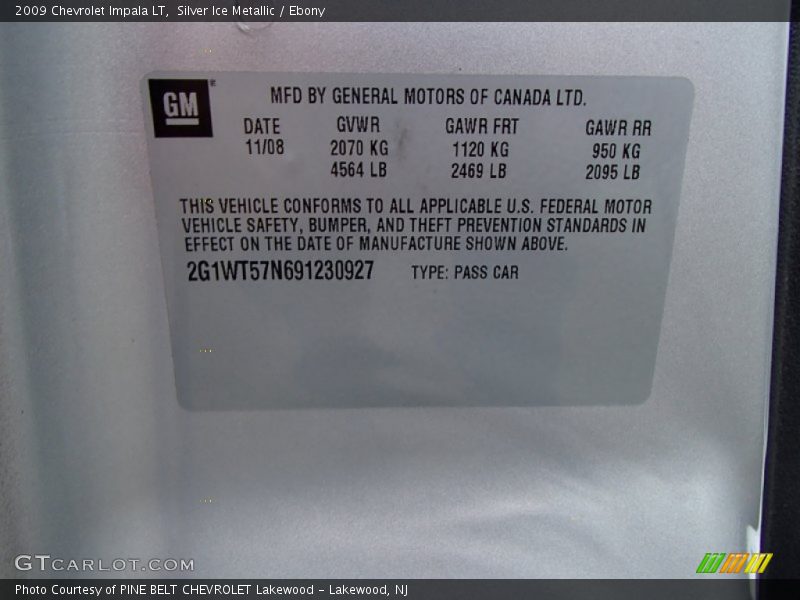 2009 Chevrolet Impala LT,  Silver Ice Metallic / Ebony
GM
MFD BY GENERAL MOTORS OF CANADA LTD.
DATE GVWR GAWR FRT GAWR RR
11/08 2070 KG 1120 KG 950 KG
4564 LB 2469 LB 2095 LB
THIS VEHICLE CONFORMS TO ALL APPLICABLE U.S. FEDERAL MOTOR
VEHICLE SAFETY, BUMPER, AND THEFT PREVENTION STANDARDS IN
EFFECT ON THE DATE OF MANUFACTURE SHOWN ABOVE.
2G1WT57N691230927 TYPE: PASS CAR
GTCARLOT.COM
Photo Courtesy of PINE BELT CHEVROLET Lakewood - Lakewood, NJ